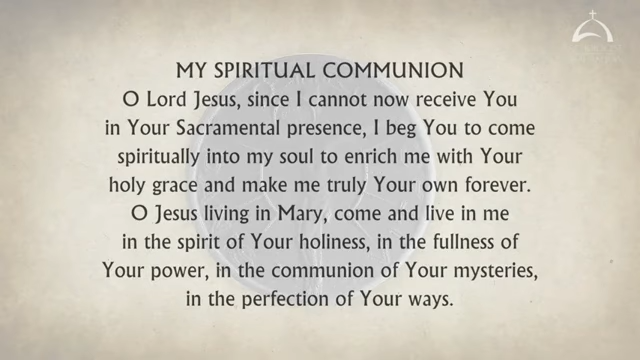 MY SPIRITUAL COMMUNION
O Lord Jesus, since I cannot now receive You
in Your Sacramental presence, I beg You to come
spiritually into my soul to enrich me with Your
holy grace and make me truly Your own forever.
O Jesus living in Mary, come and live in me
in the spirit of Your holiness, in the fullness of
Your power, in the communion of Your mysteries,
in the perfection of Your ways.